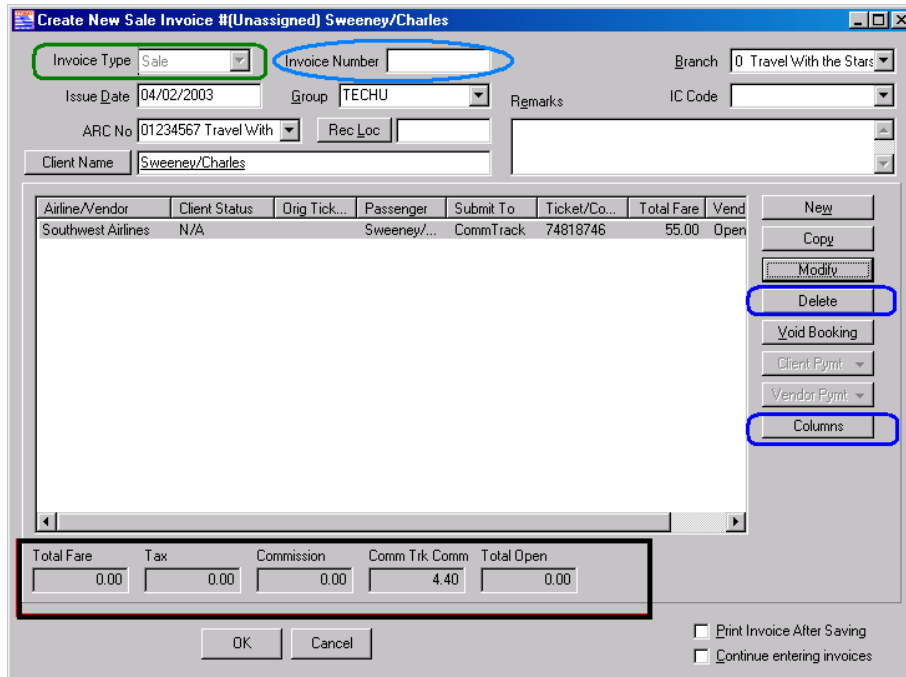 Create New Sale Invoice #(Unassigned) Sweeney/Charles
Invoice Type Sale Invoice Number Branch 0 Travel With the Stars
Issue Date 04/02/2003 Group TECHU Remarks IC Code
ARC No 01234567 Travel With Rec Loc
Client Name Sweeney/Charles
Airline/Vendor Client Status Orig Tick... Passenger Submit To Ticket/Co... Total Fare Vend
Southwest Airlines N/A Sweeney/... CommTrack 74818746 55.00 Open
New
Copy
Modify
Delete
Void Booking
Client Pymt
Vendor Pymt
Columns
Total Fare Tax Commission Comm Trk Comm Total Open
0.00 0.00 0.00 4.40 0.00
OK Cancel
Print Invoice After Saving
Continue entering invoices